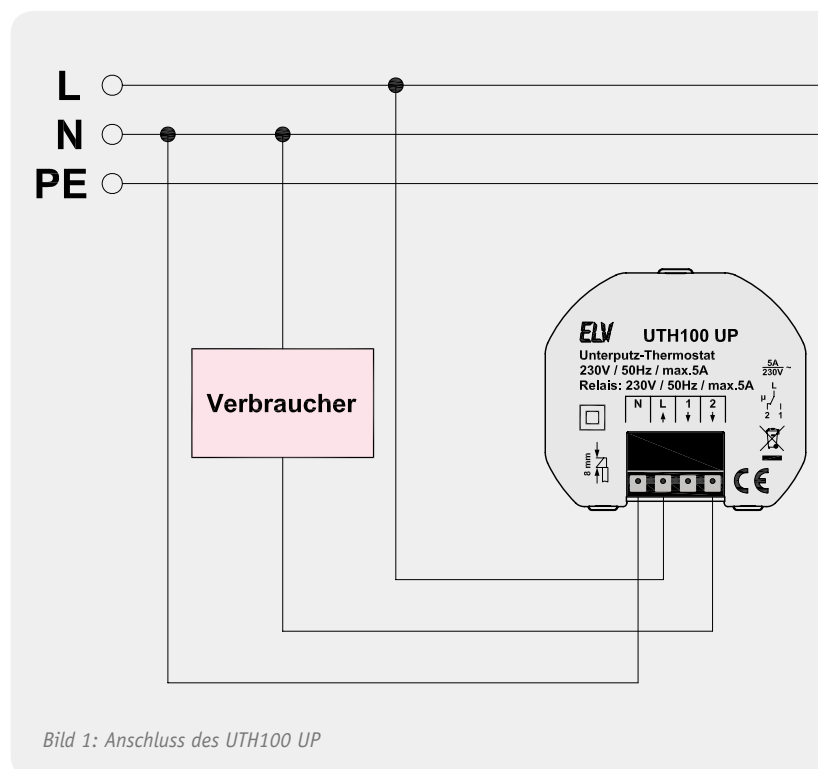 L
N
PE
Verbraucher
ELV UTH100 UP
Unterputz-Thermostat
230V / 50Hz / max.5A
Relais: 230V / 50Hz / max.5A
5A
230V ~
L
μ
2 1
N L 1 2
8 mm
CE
Bild 1: Anschluss des UTH100 UP